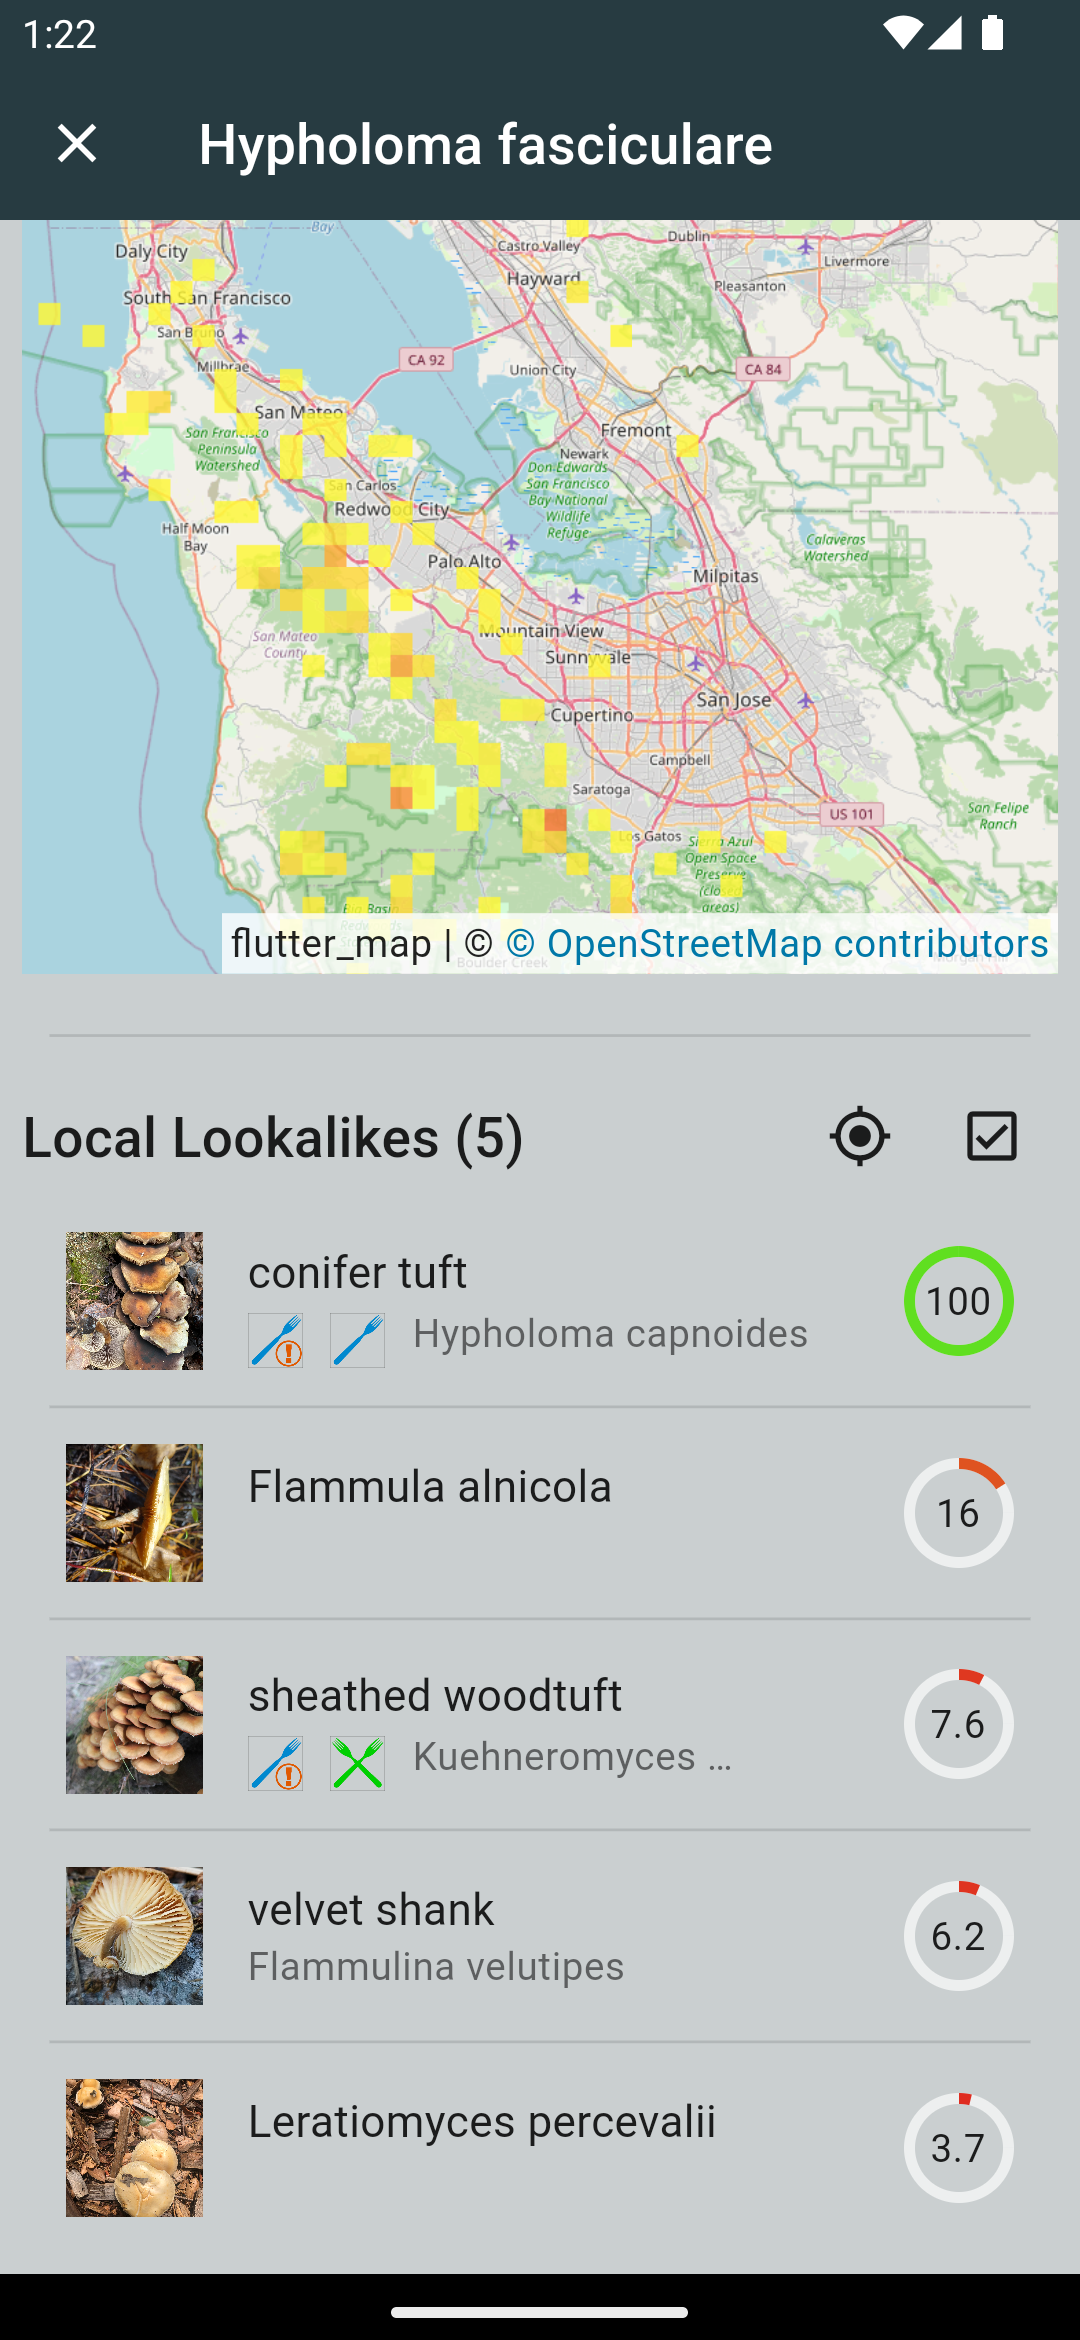 1:22
Hypholoma fasciculare
Bay
Daly City
Castro Valley
Dublin
Livermore
Hayward
Pleasanton
South San Francisco
San Bruno
Millbrae
CA 92
Union City
CA 84
San Mateo
San Francisco
Peninsula
Watershed
Fremont
Newark
Don Edwards
San Francisco
Bay National
Wildlife
Refuge
San Carlos
Redwood City
Half Moon
Bay
Calaveras
Watershed
Palo Alto
Milpitas
San Mateo
County
Mountain View
Sunnyvale
San Jose
Cupertino
Campbell
Saratoga
US 101
San Felipe
Ranch
Los Gatos
Sierra Azul
Open Space
Preserve
(closed
areas)
Big Basin
Boulder Creek
Morgan Hill
flutter_map | © © OpenStreetMap contributors
Local Lookalikes (5)
conifer tuft
Hypholoma capnoides
100
Flammula alnicola
16
sheathed woodtuft
Kuehneromyces …
7.6
velvet shank
Flammulina velutipes
6.2
Leratiomyces percevalii
3.7